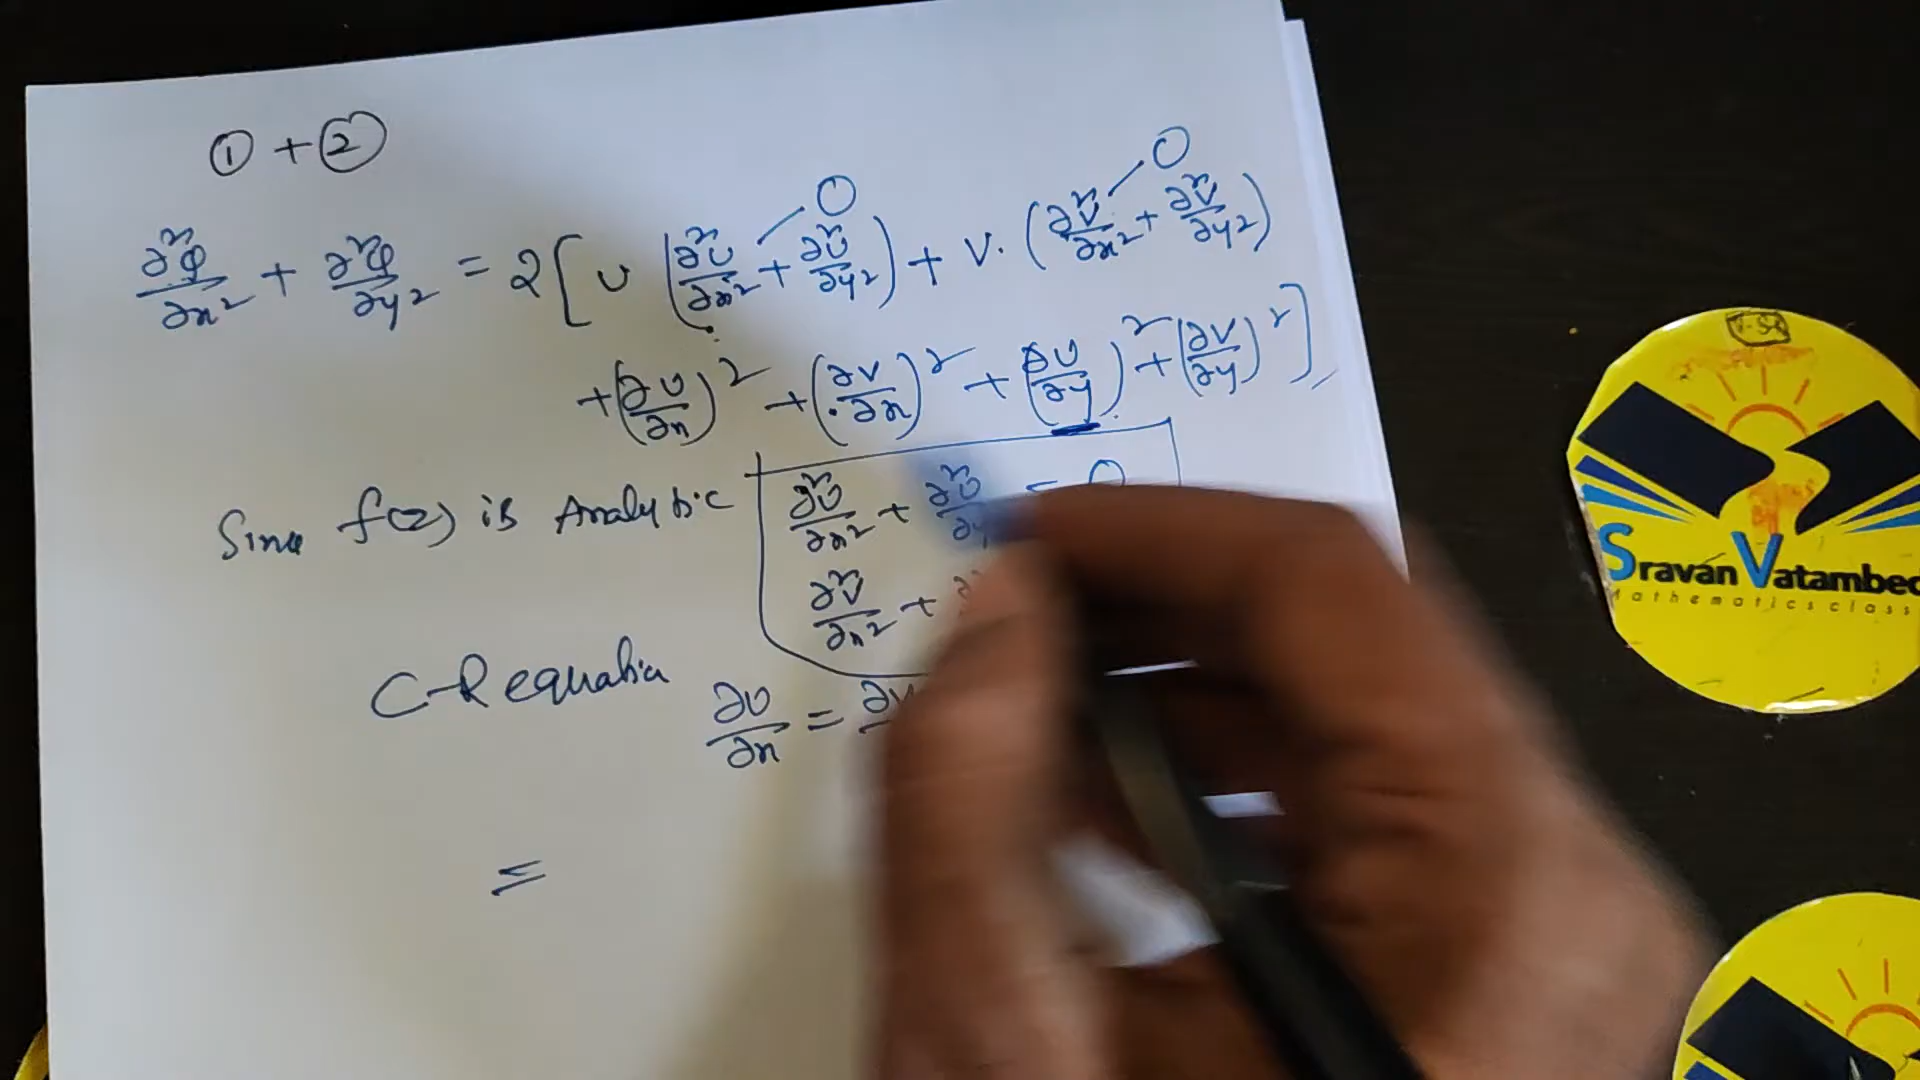 ① + ②
∂²φ/∂x² + ∂²φ/∂y² = 2[ u (∂²u/∂x² + ∂²u/∂y²) + v. (∂²v/∂x² + ∂²v/∂y²)
0 0
+ (∂u/∂x)² + (∂v/∂x)² + (∂u/∂y)² + (∂v/∂y)² ]
Since f(z) is Analytic ∂²u/∂x² + ∂²u/∂y = 0
∂²v/∂x² +
C-R equation ∂u/∂x = ∂v
=
Sravan Vatambed
Mathematics class